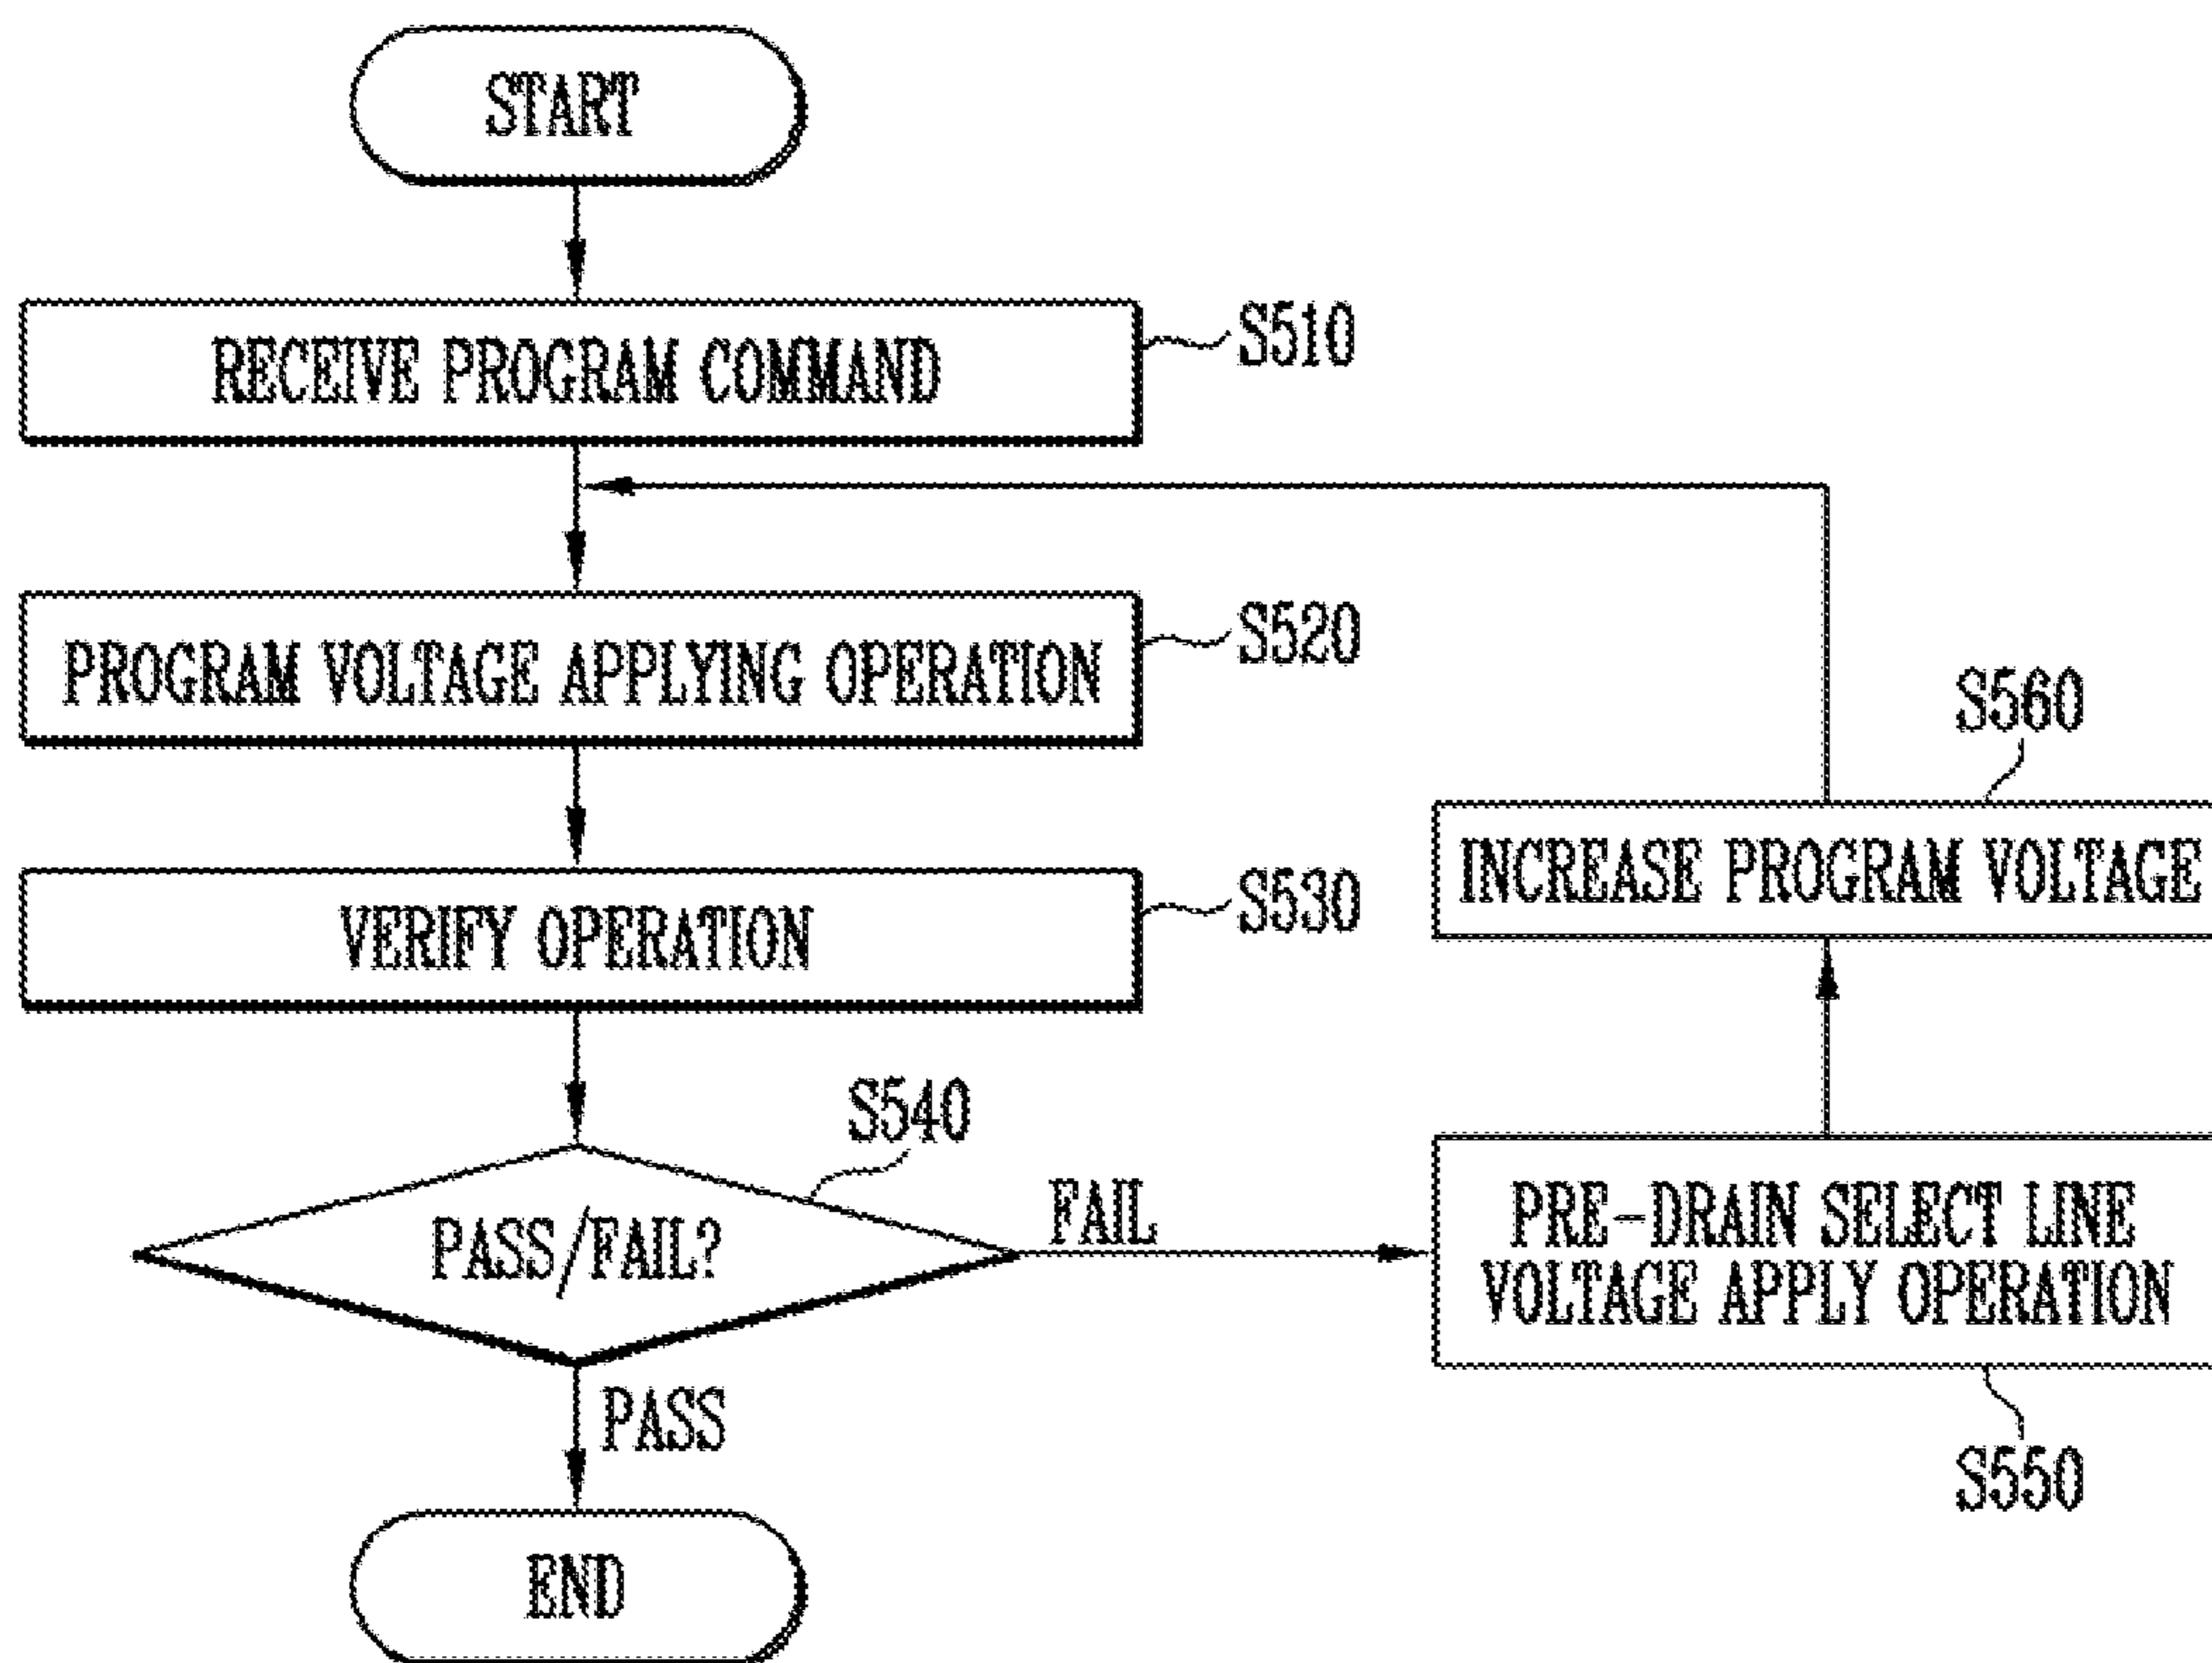 START
RECEIVE PROGRAM COMMAND
S510
PROGRAM VOLTAGE APPLYING OPERATION
S520
VERIFY OPERATION
S530
PASS/FAIL?
S540
FAIL
PASS
END
S560
INCREASE PROGRAM VOLTAGE
PRE-DRAIN SELECT LINE
VOLTAGE APPLY OPERATION
S550